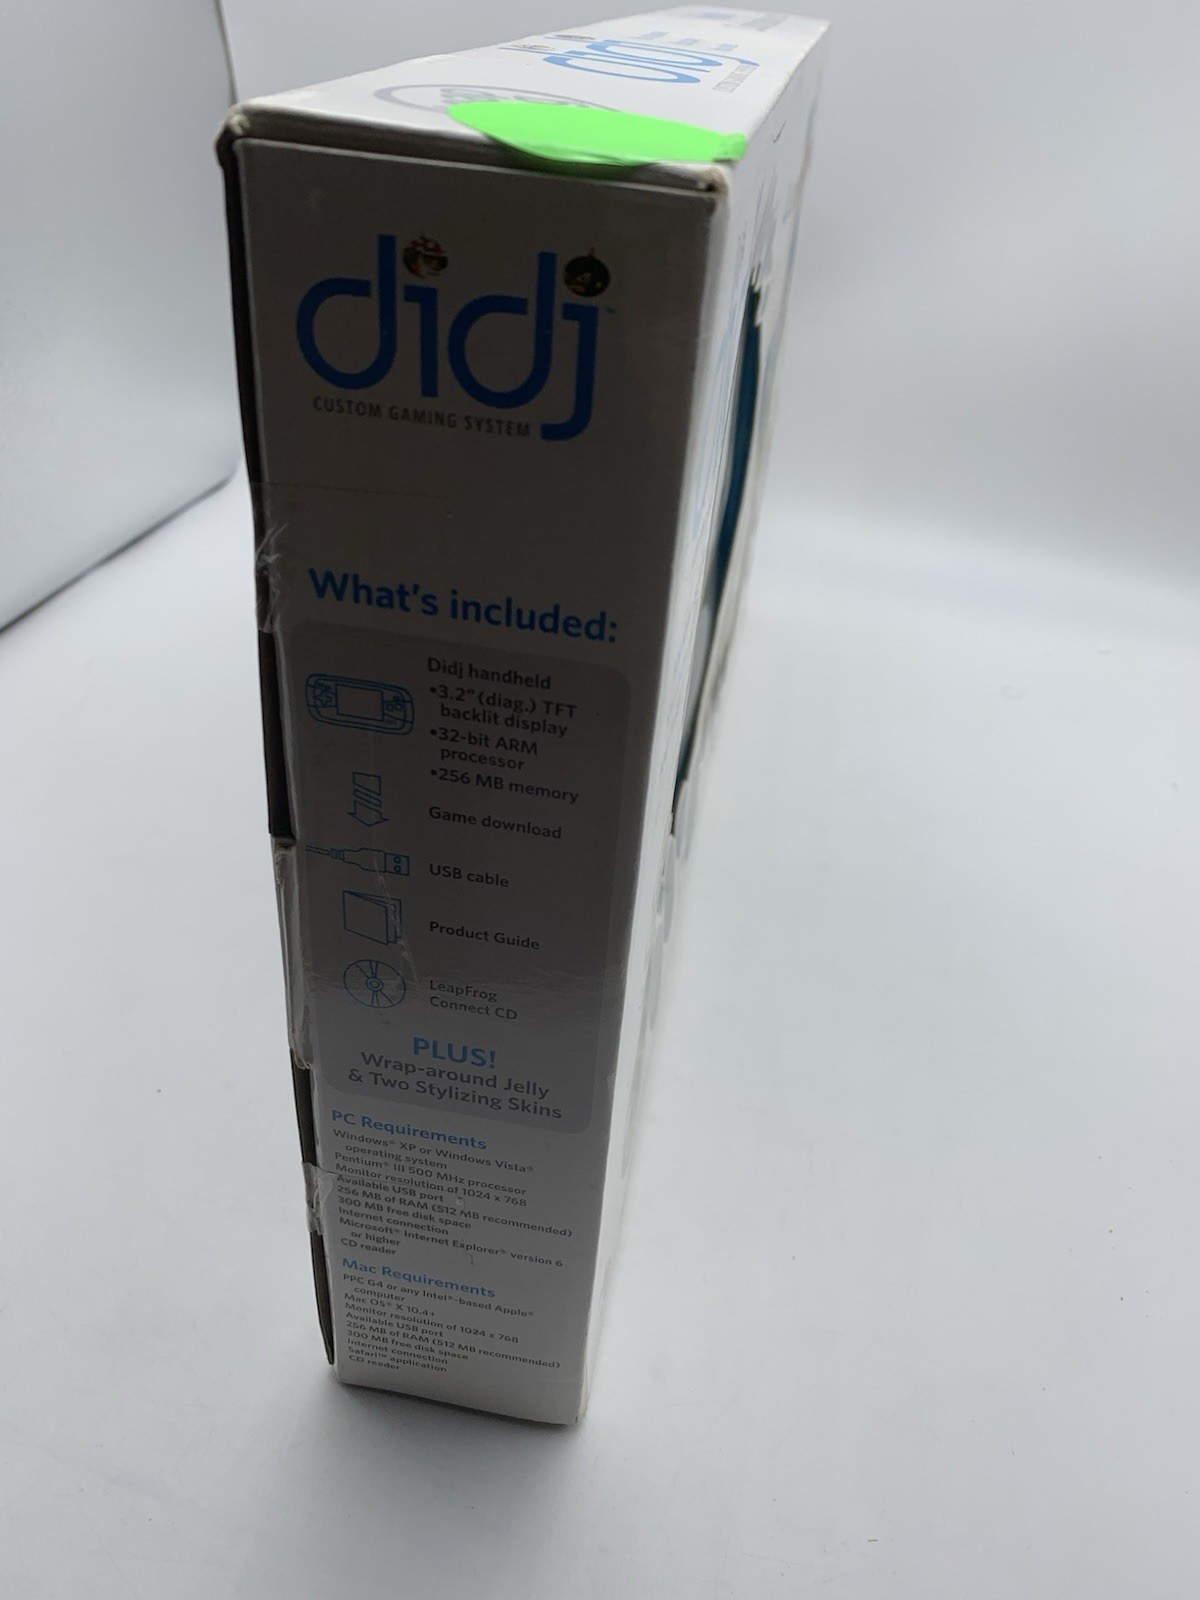 didj™
CUSTOM GAMING SYSTEM
What's included:
Didj handheld
•3.2" (diag.) TFT
backlit display
•32-bit ARM
processor
•256 MB memory
Game download
USB cable
Product Guide
LeapFrog
Connect CD
PLUS!
Wrap-around Jelly
& Two Stylizing Skins
PC Requirements
Windows® XP or Windows Vista®
operating system
Pentium® III 500 MHz processor
Monitor resolution of 1024 x 768
Available USB port
256 MB of RAM (512 MB recommended)
300 MB free disk space
Internet connection
Microsoft® Internet Explorer® version 6
or higher
CD reader
Mac Requirements
PPC G4 or any Intel®-based Apple®
computer
Mac OS® X 10.4+
Monitor resolution of 1024 x 768
Available USB port
256 MB of RAM (512 MB recommended)
300 MB free disk space
Internet connection
Safari™ application
CD reader